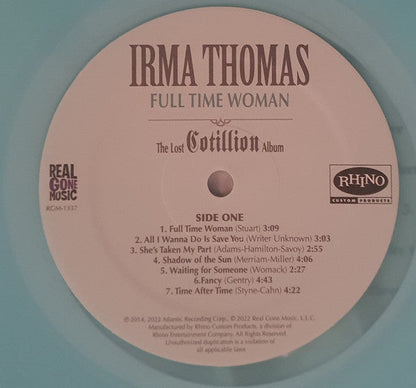 IRMA THOMAS
FULL TIME WOMAN
The Lost Cotillion Album
REAL
GONE
MUSIC
RGM-1337
RHINO
CUSTOM PRODUCTS
SIDE ONE
1. Full Time Woman (Stuart) 3:09
2. All I Wanna Do Is Save You (Writer Unknown) 3:03
3. She's Taken My Part (Adams-Hamilton-Savoy) 2:55
4. Shadow of the Sun (Merriam-Miller) 4:06
5. Waiting for Someone (Womack) 2:27
6.Fancy (Gentry) 4:43
7. Time After Time (Styne-Cahn) 4:22
℗ 2014, 2022 Atlantic Recording Corp., © 2022 Real Gone Music, L.L.C.
Manufactured by Rhino Custom Products, a division of
Rhino Entertainment Company. All Rights Reserved.
Unauthorized duplication is a violation of
all applicable laws.